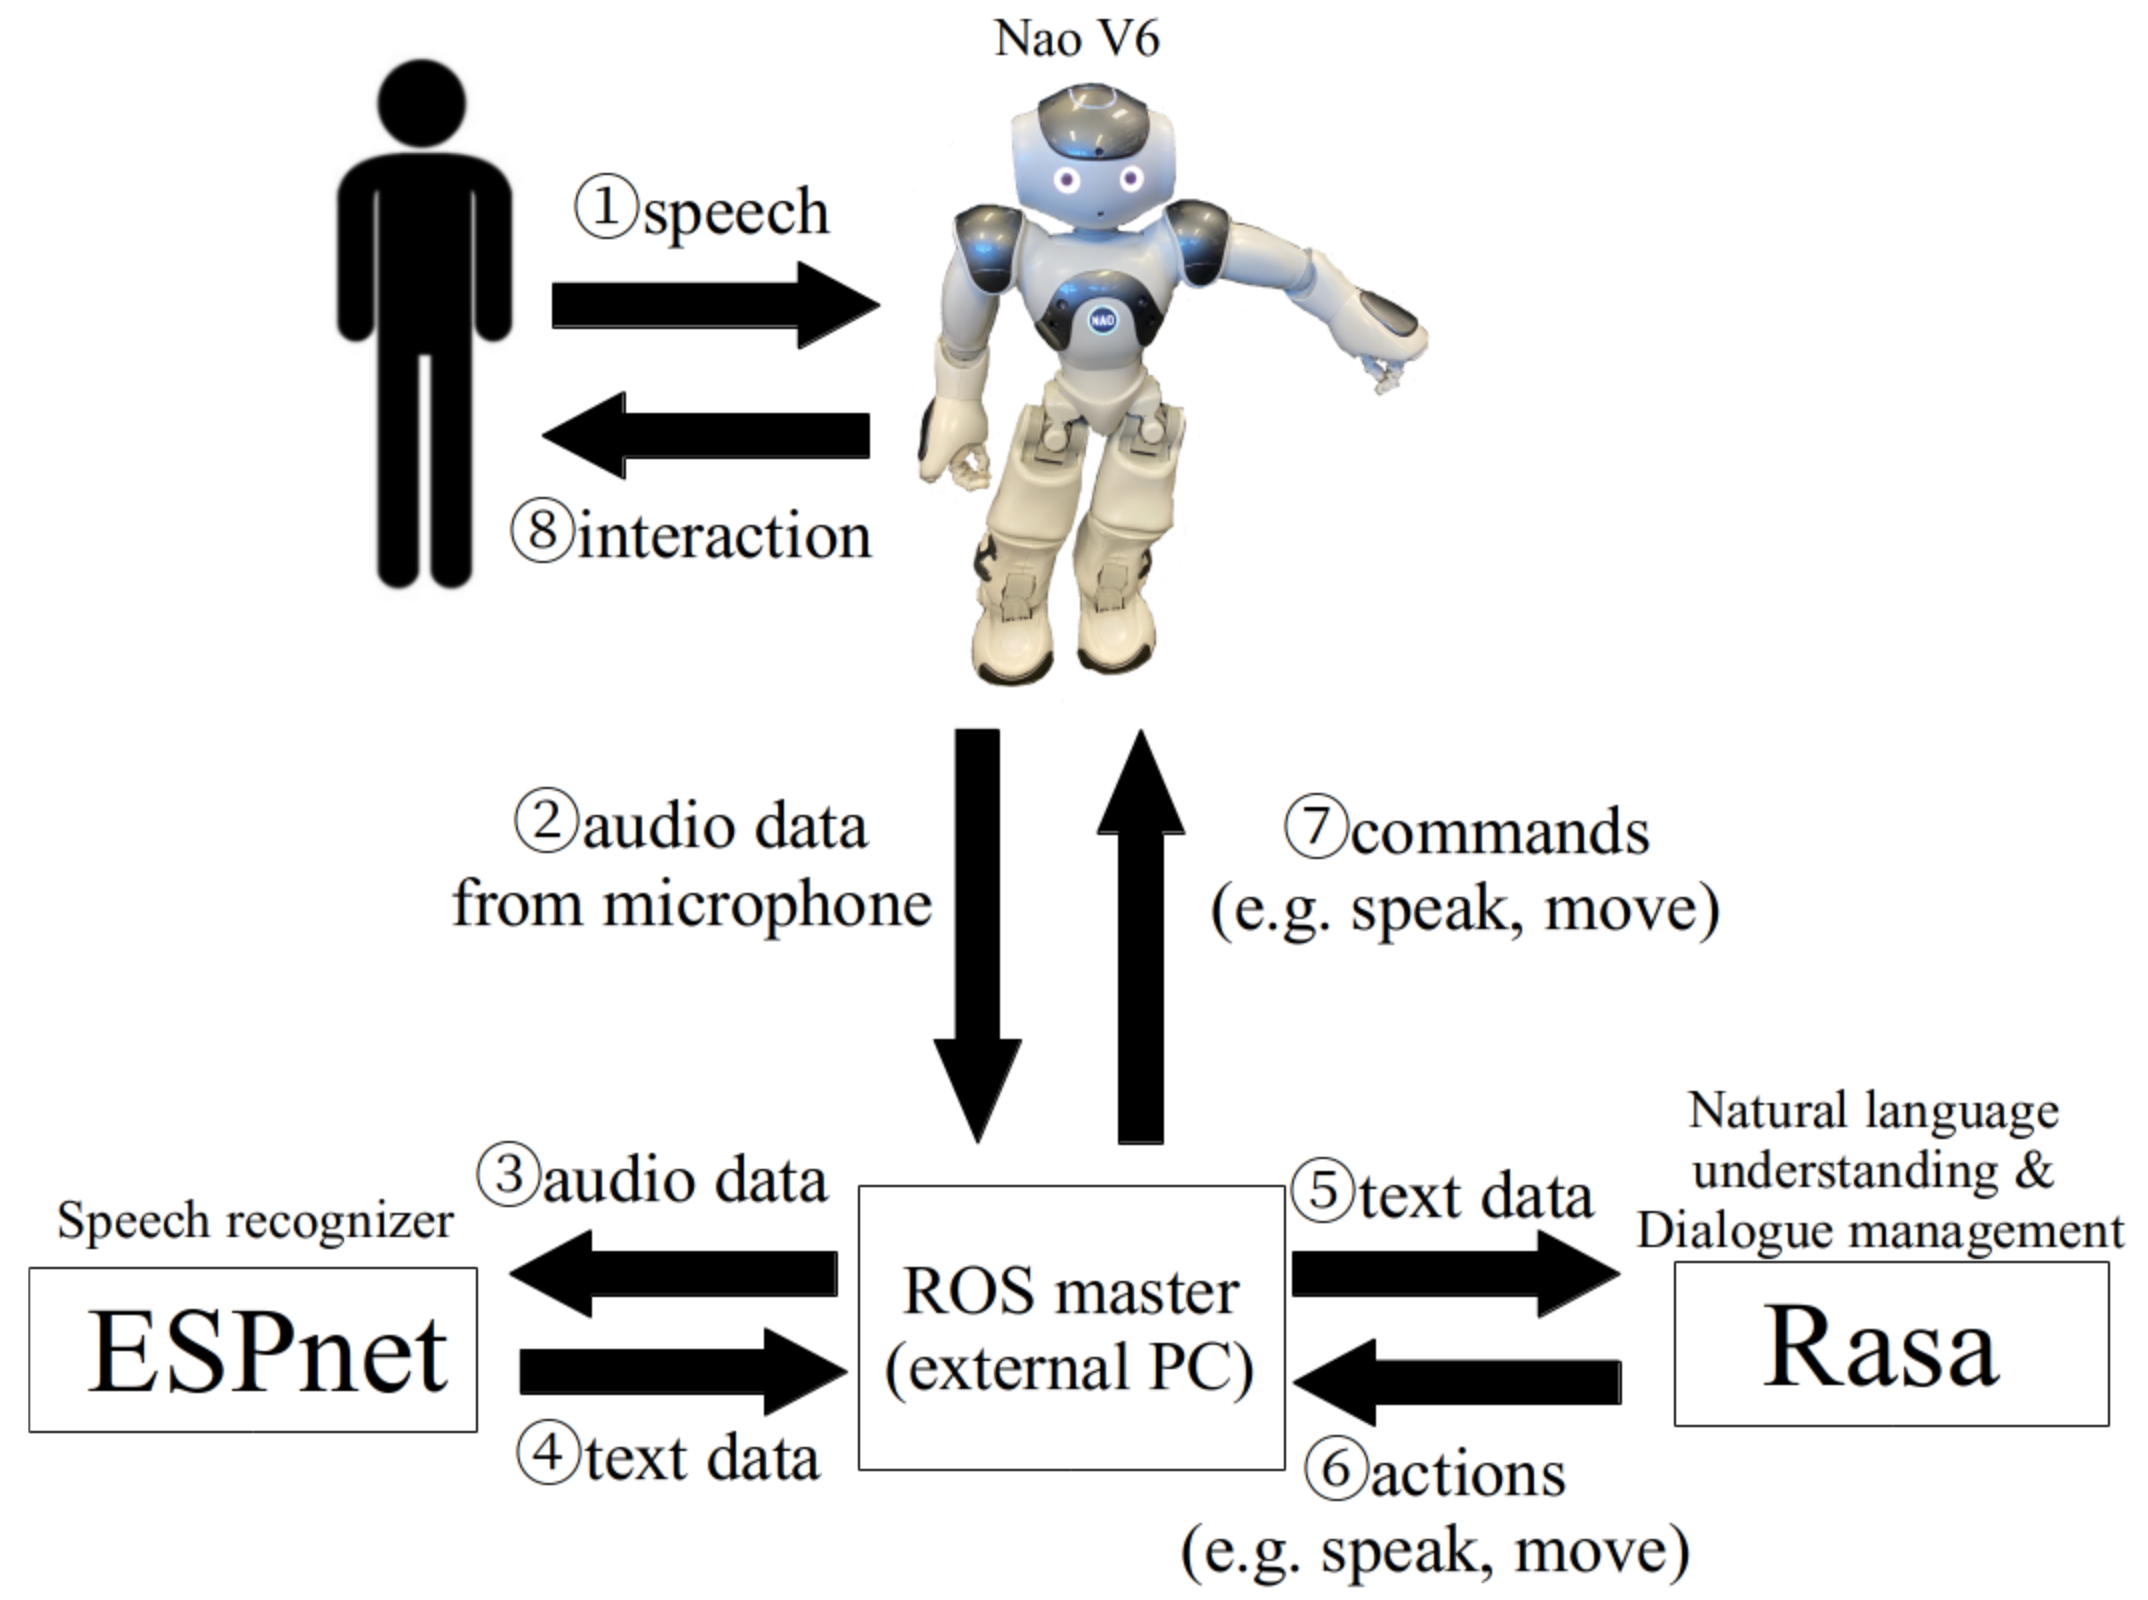 Nao V6
①speech
NAO
⑧interaction
②audio data
from microphone
⑦commands
(e.g. speak, move)
③audio data
Speech recognizer
ESPnet
④text data
ROS master
(external PC)
⑤text data
Natural language
understanding &
Dialogue management
Rasa
⑥actions
(e.g. speak, move)